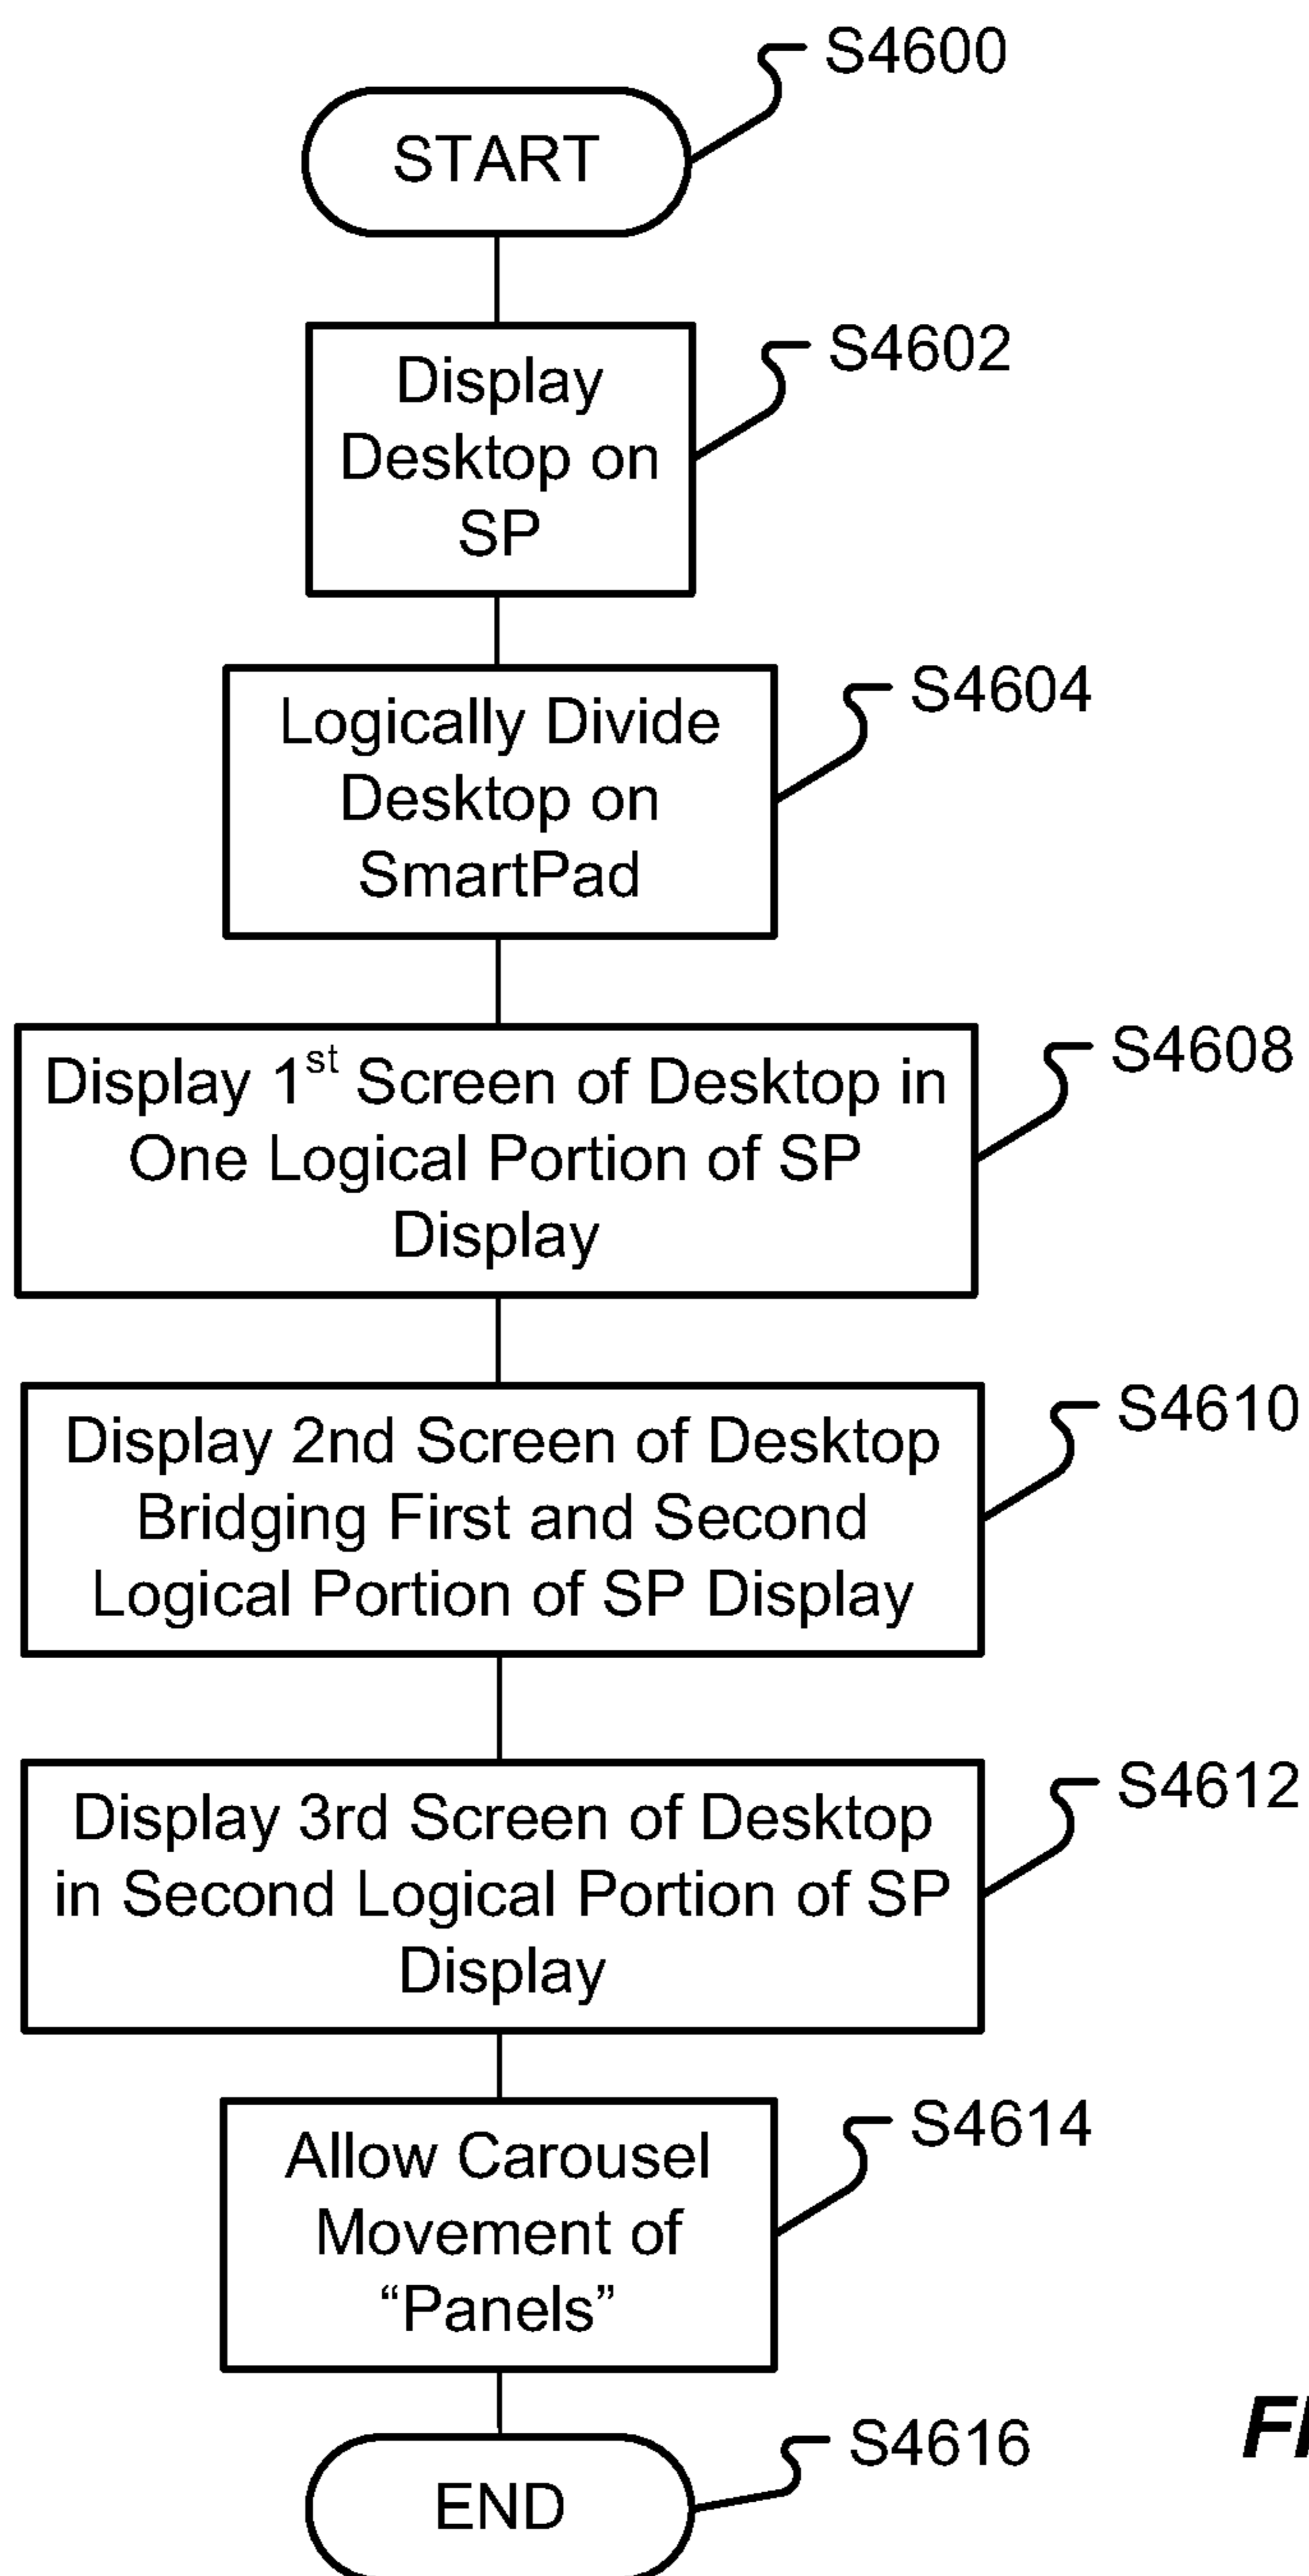 S4600
START
S4602
Display
Desktop on
SP
S4604
Logically Divide
Desktop on
SmartPad
S4608
Display 1st Screen of Desktop in
One Logical Portion of SP
Display
S4610
Display 2nd Screen of Desktop
Bridging First and Second
Logical Portion of SP Display
S4612
Display 3rd Screen of Desktop
in Second Logical Portion of SP
Display
S4614
Allow Carousel
Movement of
“Panels”
S4616
END